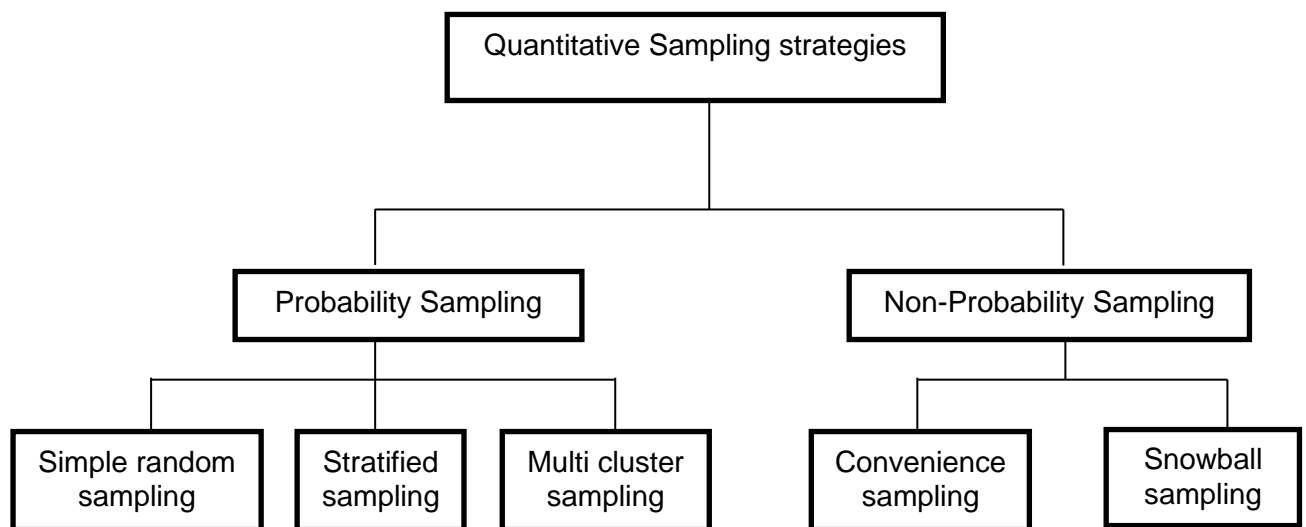 Quantitative Sampling strategies
Probability Sampling
Non-Probability Sampling
Simple random
sampling
Stratified
sampling
Multi cluster
sampling
Convenience
sampling
Snowball
sampling